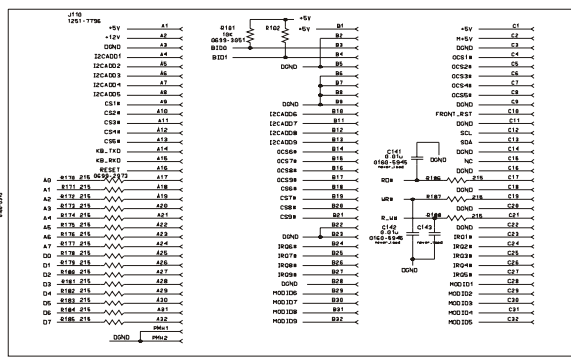 J110
1251-7796
+5V A1
+12V A2
DGND A3
I2CADD1 A4
I2CADD2 A5
I2CADD3 A6
I2CADD4 A7
I2CADD5 A8
CS1# A9
CS2# A10
CS3# A11
CS4# A12
CS5# A13
KB_TXD A14
KB_RXD A15
RESET A16
0699-2973
A0 R170 215 A17
A1 R171 215 A18
A2 R172 215 A19
A3 R173 215 A20
A4 R174 215 A21
A5 R175 215 A22
A6 R176 215 A23
A7 R177 215 A24
D0 R178 215 A25
D1 R179 215 A26
D2 R180 215 A27
D3 R181 215 A28
D4 R182 215 A29
D5 R183 215 A30
D6 R184 215 A31
D7 R185 215 A32
PMH1
DGND PMH2
+5V
R101 R102
10K
0699-3051
BID0
BID1
+5V B1
B2
B3
B4
DGND B5
B6
B7
B8
DGND B9
I2CADD6 B10
I2CADD7 B11
I2CADD8 B12
I2CADD9 B13
OCS6# B14
OCS7# B15
OCS8# B16
OCS9# B17
CS6# B18
CS7# B19
CS8# B20
CS9# B21
B22
DGND B23
IRQ6# B24
IRQ7# B25
IRQ8# B26
IRQ9# B27
DGND B28
MODID6 B29
MODID7 B30
MODID8 B31
MODID9 B32
+5V C1
M+5V C2
DGND C3
OCS1# C4
OCS2# C5
OCS3# C6
OCS4# C7
OCS5# C8
DGND C9
FRONT_RST C10
DGND C11
SCL C12
SDA C13
DGND C14
NC C15
DGND C16
C141
0.01u
0160-5945
never_load
DGND
RD# R186 215 C17
DGND C18
WR# R187 215 C19
DGND C20
R_W# R188 215 C21
DGND C22
C142
0.01u
0160-5945
never_load
C143
never_load
DGND
IRQ1# C23
IRQ2# C24
IRQ3# C25
IRQ4# C26
IRQ5# C27
MODID1 C28
MODID2 C29
MODID3 C30
MODID4 C31
MODID5 C32